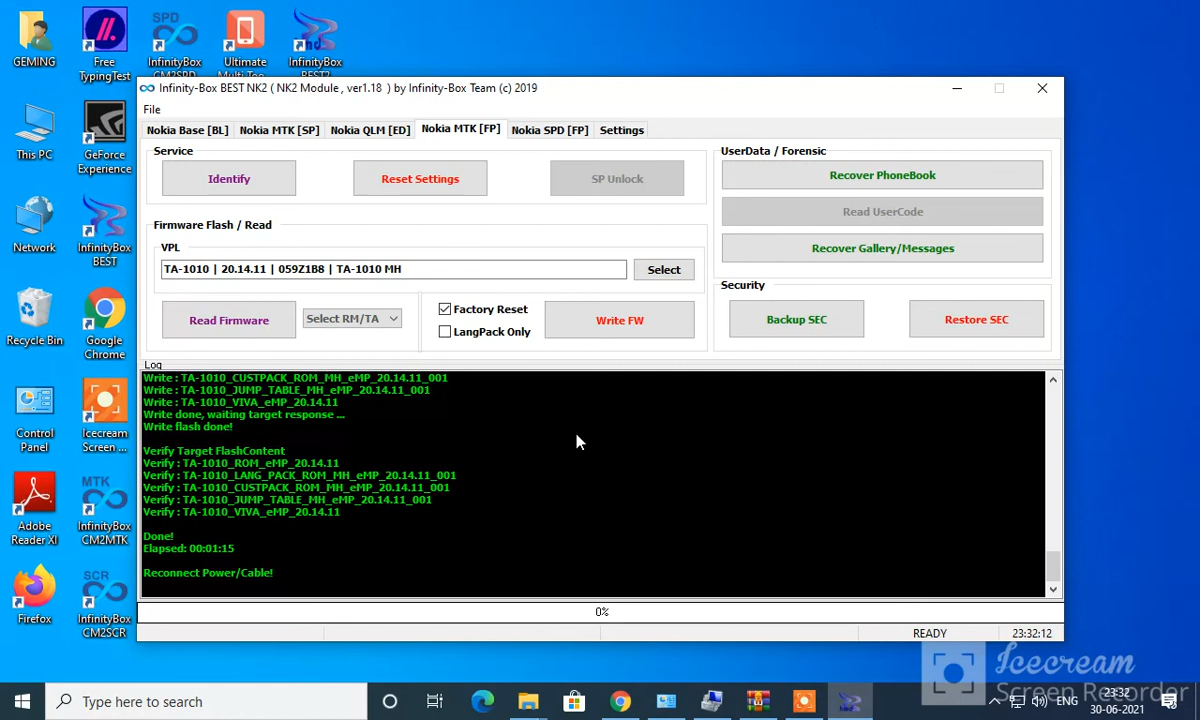 GEMING
Free
TypingTest
SPD
InfinityBox
CM2SPD
Ultimate
Multi Too...
InfinityBox
BEST2
This PC
GeForce
Experience
Network
InfinityBox
BEST
Recycle Bin
Google
Chrome
Control
Panel
Icecream
Screen ...
Adobe
Reader XI
MTK
InfinityBox
CM2MTK
Firefox
SCR
InfinityBox
CM2SCR
Infinity-Box BEST NK2 ( NK2 Module , ver1.18 ) by Infinity-Box Team (c) 2019
File
Nokia Base [BL]
Nokia MTK [SP]
Nokia QLM [ED]
Nokia MTK [FP]
Nokia SPD [FP]
Settings
Service
Identify
Reset Settings
SP Unlock
Firmware Flash / Read
VPL
TA-1010 | 20.14.11 | 059Z1B8 | TA-1010 MH
Select
Read Firmware
Select RM/TA
Factory Reset
LangPack Only
Write FW
UserData / Forensic
Recover PhoneBook
Read UserCode
Recover Gallery/Messages
Security
Backup SEC
Restore SEC
Log
Write : TA-1010_CUSTPACK_ROM_MH_eMP_20.14.11_001
Write : TA-1010_JUMP_TABLE_MH_eMP_20.14.11_001
Write : TA-1010_VIVA_eMP_20.14.11
Write done, waiting target response ...
Write flash done!
Verify Target FlashContent
Verify : TA-1010_ROM_eMP_20.14.11
Verify : TA-1010_LANG_PACK_ROM_MH_eMP_20.14.11_001
Verify : TA-1010_CUSTPACK_ROM_MH_eMP_20.14.11_001
Verify : TA-1010_JUMP_TABLE_MH_eMP_20.14.11_001
Verify : TA-1010_VIVA_eMP_20.14.11
Done!
Elapsed: 00:01:15
Reconnect Power/Cable!
0%
READY
23:32:12
Icecream
Screen Recorder
Type here to search
ENG
23:32
30-06-2021